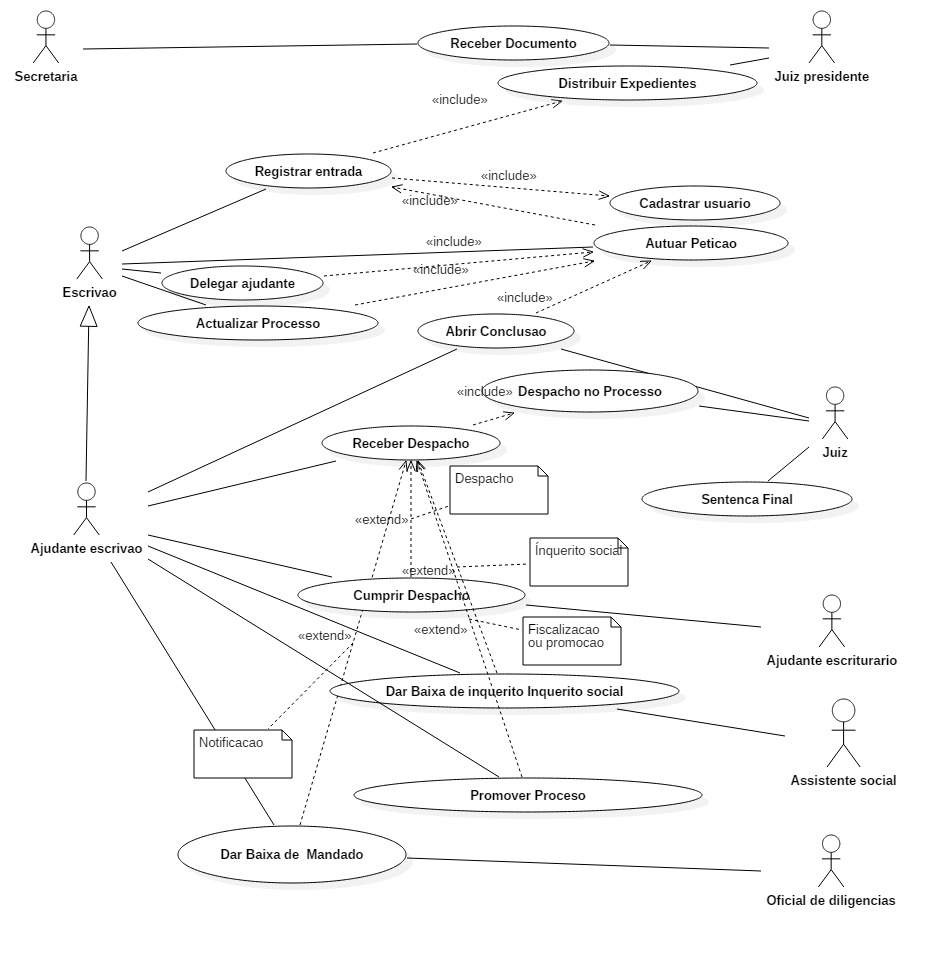 Receber Documento
Secretaria
Juiz presidente
Distribuir Expedientes
«include»
Registrar entrada
«include»
«include»
Cadastrar usuario
«include»
Autuar Peticao
Escrivao
Delegar ajudante
«include»
«include»
Actualizar Processo
Abrir Conclusao
«include»
Despacho no Processo
Receber Despacho
Juiz
Despacho
Sentenca Final
«extend»
Ajudante escrivao
Ínquerito social
«extend»
Cumprir Despacho
«extend»
«extend»
Fiscalizacao
ou promocao
Ajudante escriturario
Dar Baixa de inquerito Inquerito social
Notificacao
Assistente social
Promover Proceso
Dar Baixa de  Mandado
Oficial de diligencias